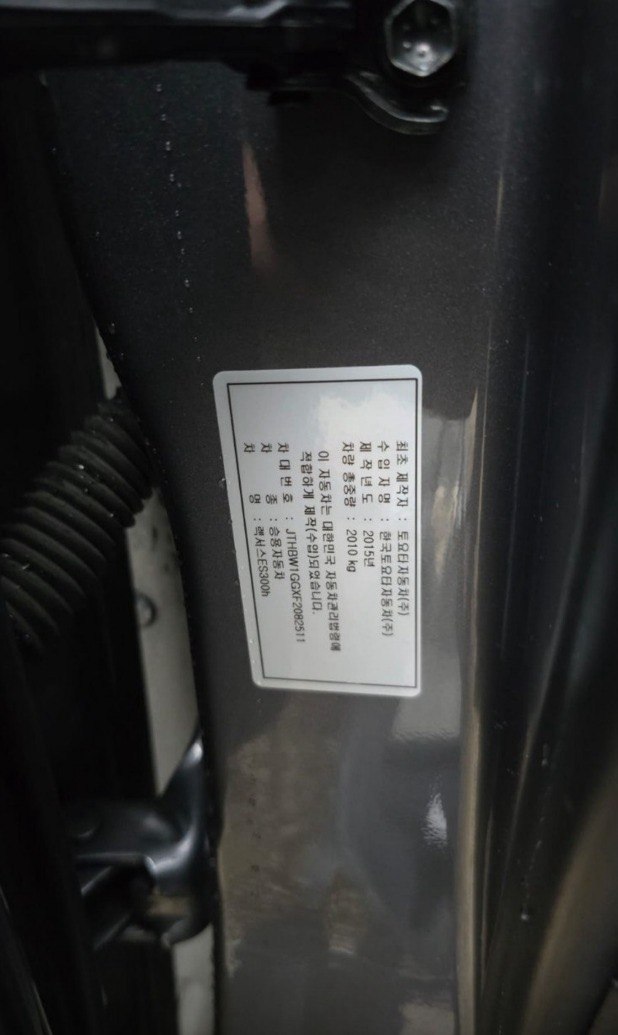 최초 제작자 : 토요타자동차(주)
수 입 자 명 : 한국토요타자동차(주)
제 작 년 도 : 2015년
차량 총중량 : 2010 kg
이 자동차는 대한민국 자동차관리법령에
적합하게 제작(수입)되었습니다.
차 대 번 호 : JTHBW1GGXF2082511
차 종 : 승용자동차
차 명 : 렉서스ES300h